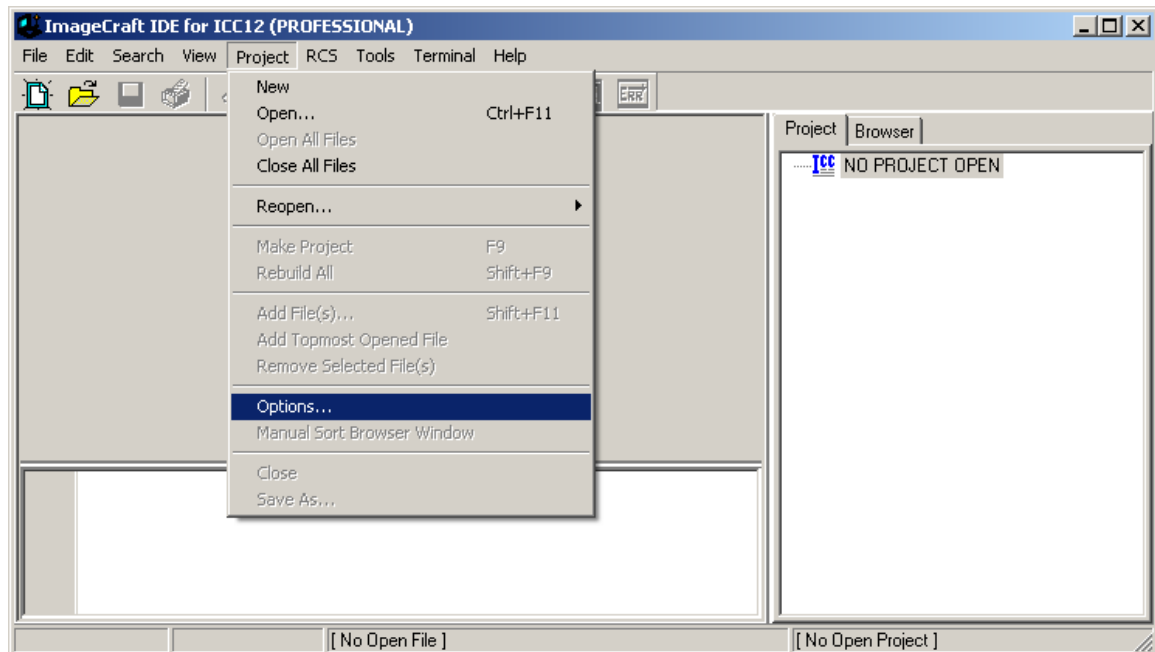 ImageCraft IDE for ICC12 (PROFESSIONAL)
File Edit Search View Project RCS Tools Terminal Help
New
Open... Ctrl+F11
Open All Files
Close All Files
Reopen...
Make Project F9
Rebuild All Shift+F9
Add File(s)... Shift+F11
Add Topmost Opened File
Remove Selected File(s)
Options...
Manual Sort Browser Window
Close
Save As...
ERR
Project Browser
ICC NO PROJECT OPEN
[ No Open File ] [ No Open Project ]